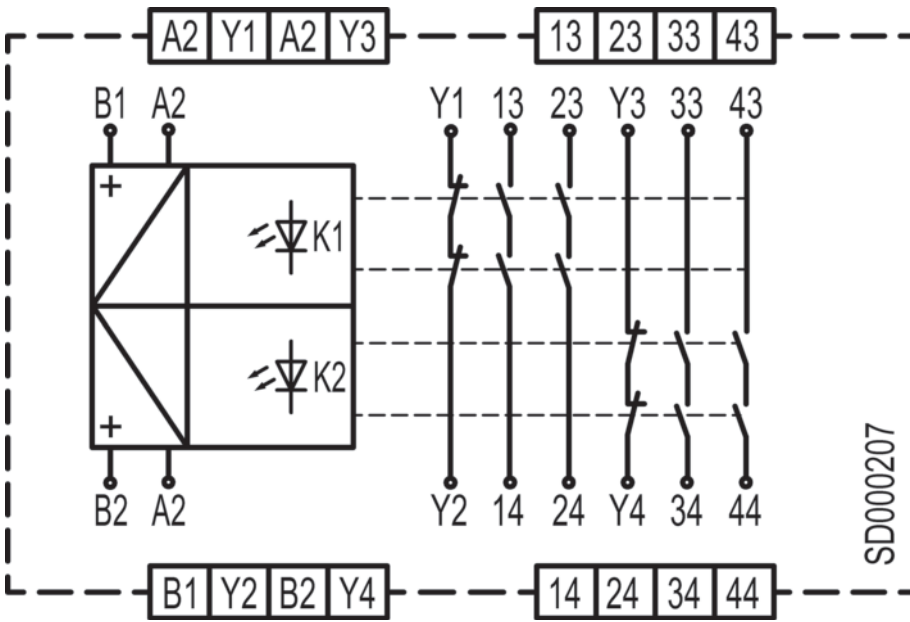 A2 Y1 A2 Y3 13 23 33 43
B1 A2 Y1 13 23 Y3 33 43
+
K1
K2
+
B2 A2 Y2 14 24 Y4 34 44
SD000207
B1 Y2 B2 Y4 14 24 34 44